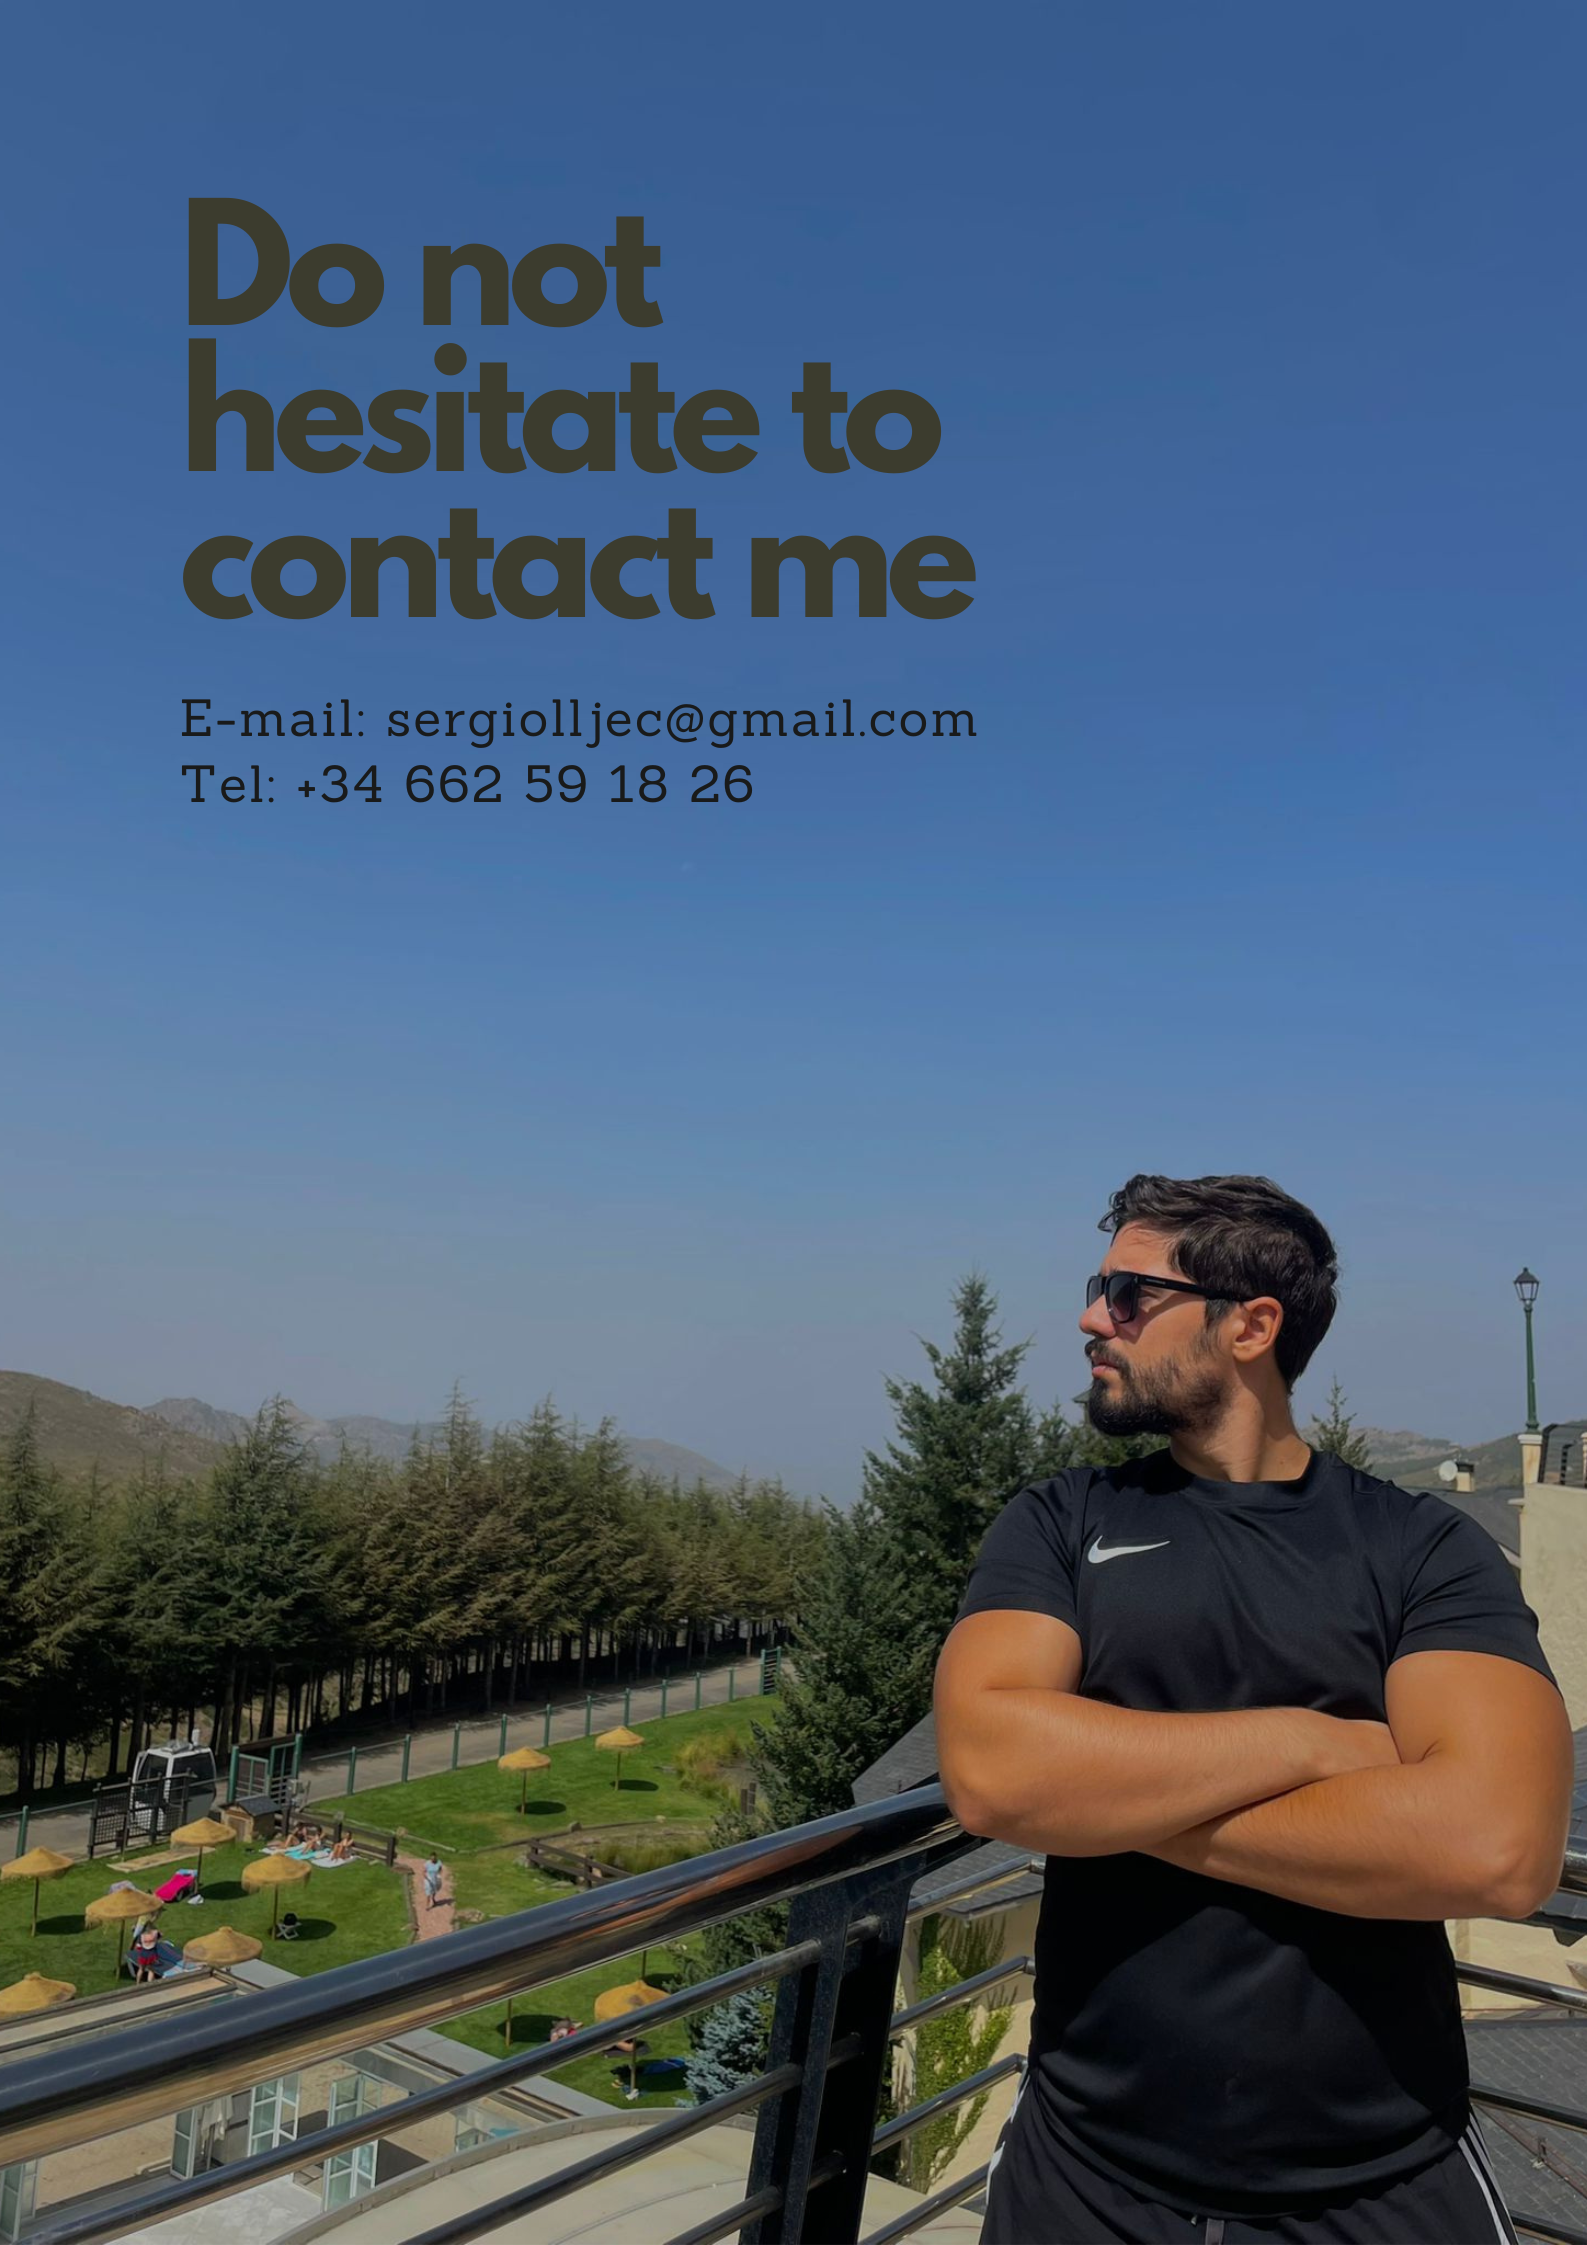 Do not
hesitate to
contact me
E-mail: sergiolljec@gmail.com
Tel: +34 662 59 18 26